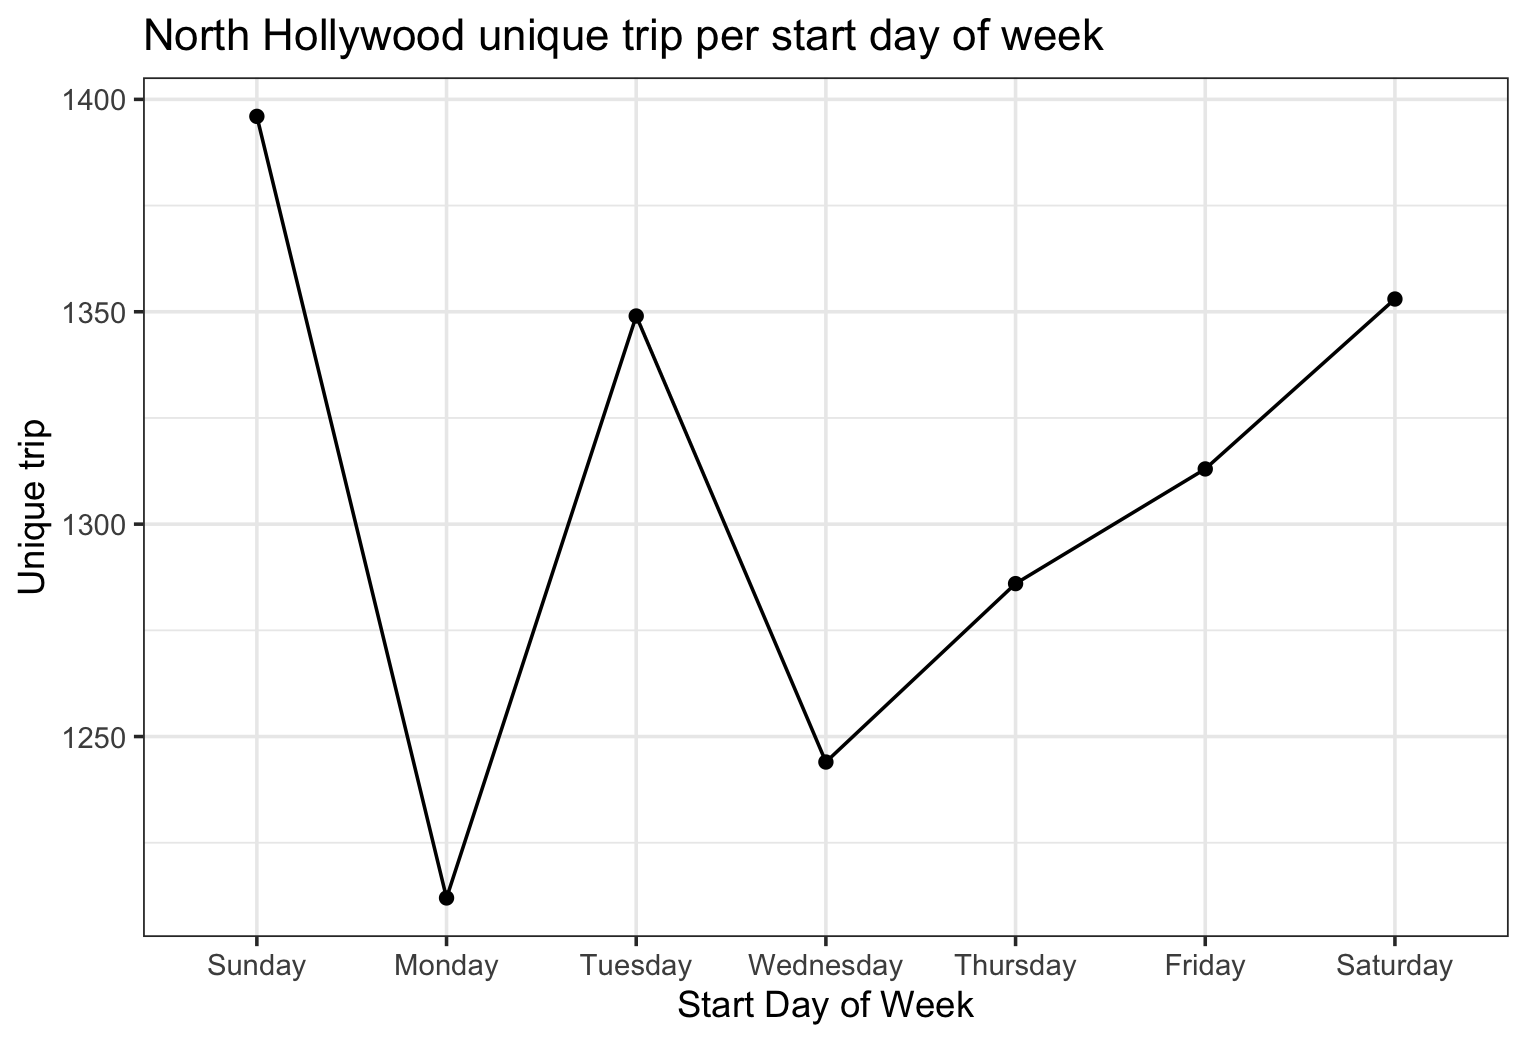 North Hollywood unique trip per start day of week
Unique trip
1400
1350
1300
1250
Sunday Monday Tuesday Wednesday Thursday Friday Saturday
Start Day of Week